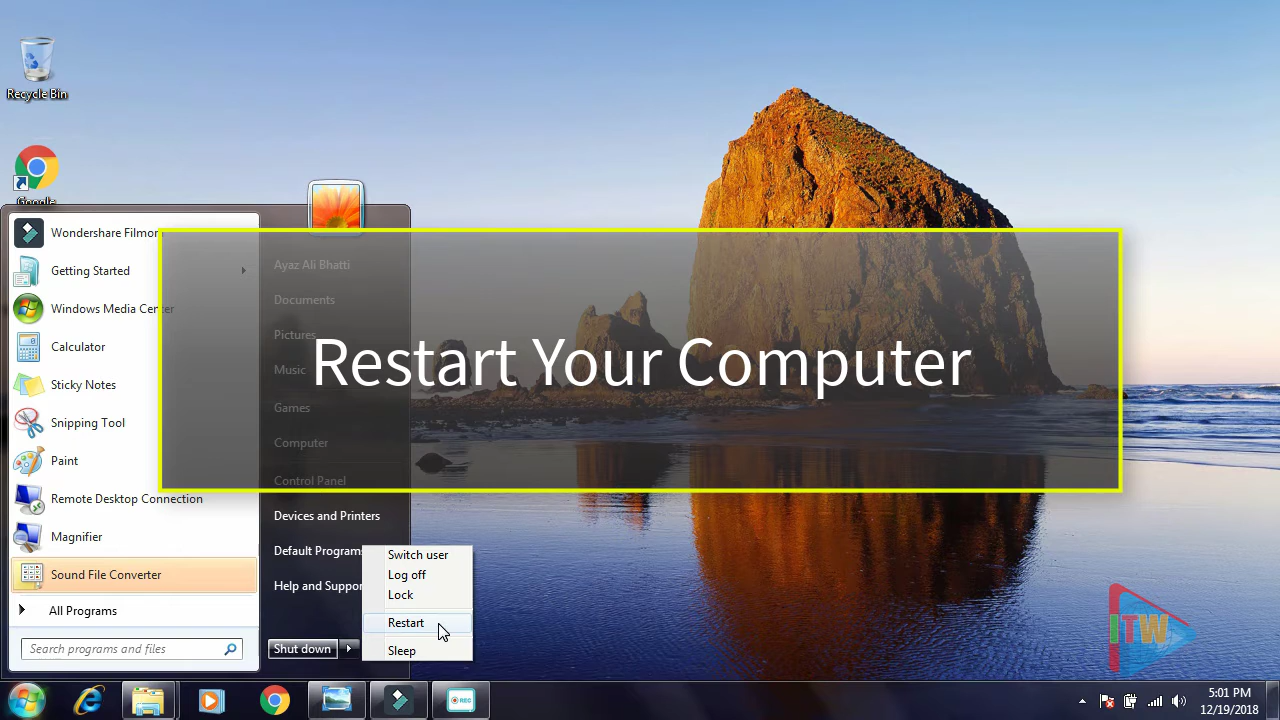 Recycle Bin
Google
Wondershare Filmor
Getting Started
Windows Media Center
Calculator
Sticky Notes
Snipping Tool
Paint
Remote Desktop Connection
Magnifier
Sound File Converter
All Programs
Search programs and files
Ayaz Ali Bhatti
Documents
Pictures
Music
Games
Computer
Control Panel
Devices and Printers
Default Programs
Help and Suppor
Shut down
Switch user
Log off
Lock
Restart
Sleep
Restart Your Computer
ITW
REC
5:01 PM
12/19/2018